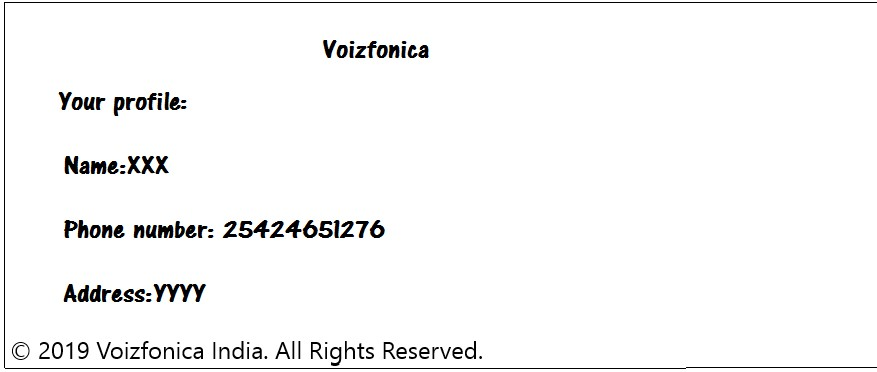 Voizfonica
Your profile:
Name:XXX
Phone number: 25424651276
Address:YYYY
© 2019 Voizfonica India. All Rights Reserved.